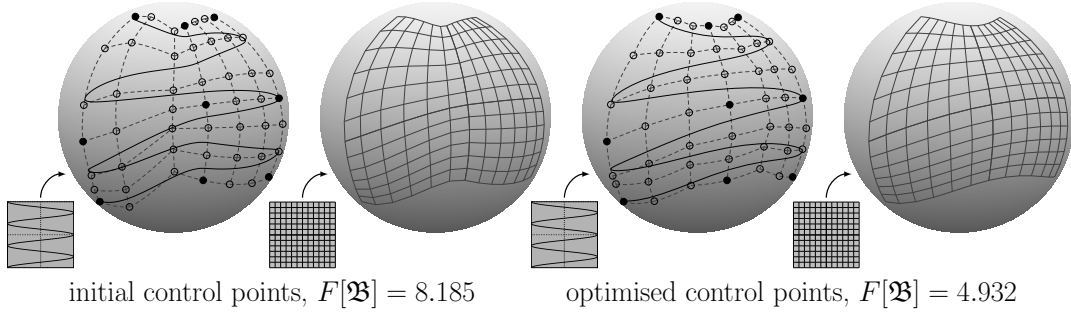 initial control points, F[𝕭] = 8.185
optimised control points, F[𝕭] = 4.932